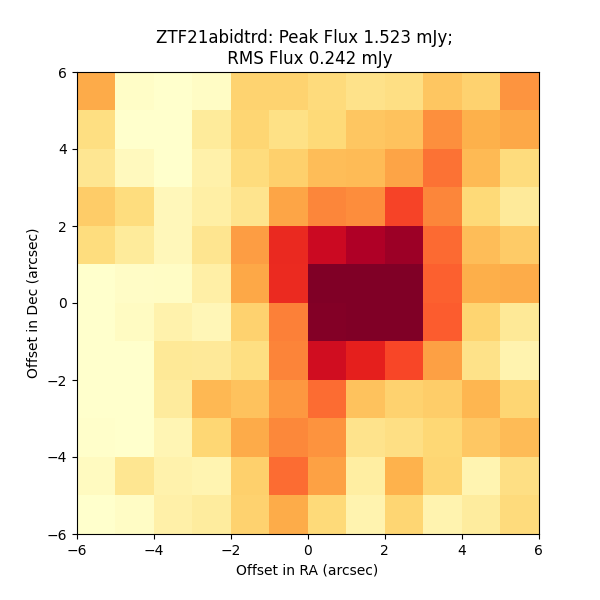 ZTF21abidtrd: Peak Flux 1.523 mJy;
RMS Flux 0.242 mJy
6
4
2
0
−2
−4
−6
Offset in Dec (arcsec)
−6 −4 −2 0 2 4 6
Offset in RA (arcsec)